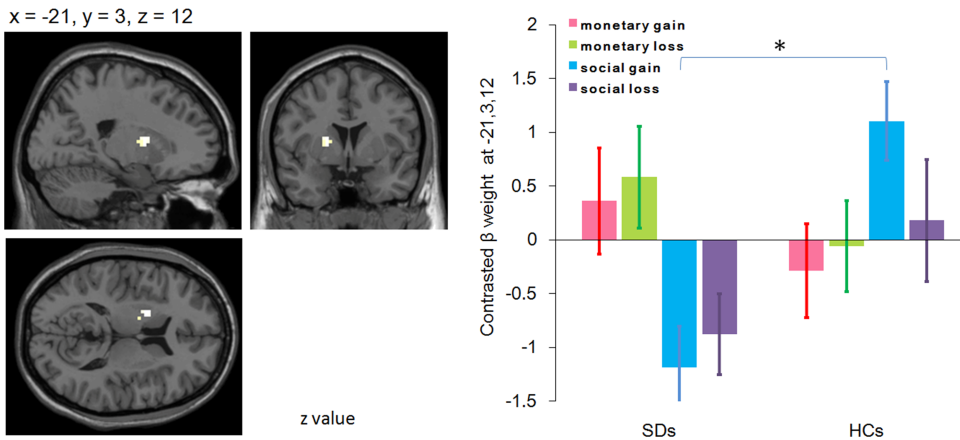 x = -21, y = 3, z = 12
z value
Contrasted β weight at -21,3,12
2
1.5
1
0.5
0
-0.5
-1
-1.5
monetary gain
monetary loss
social gain
social loss
*
SDs
HCs